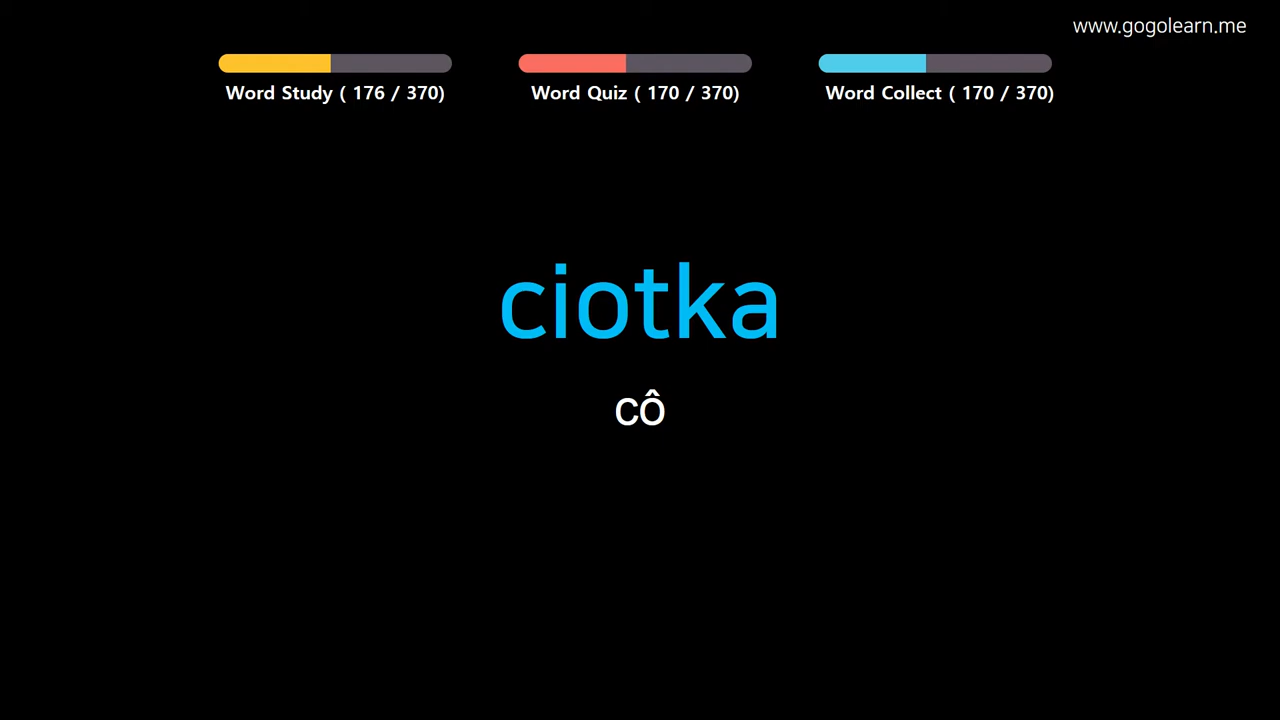 www.gogolearn.me
Word Study ( 176 / 370)
Word Quiz ( 170 / 370)
Word Collect ( 170 / 370)
ciotka
cô